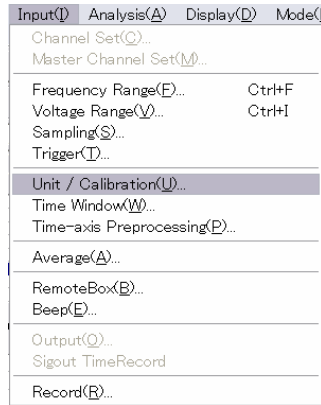 Input(I) Analysis(A) Display(D) Mode(
Channel Set(C)...
Master Channel Set(M)...
Frequency Range(F)... Ctrl+F
Voltage Range(V)... Ctrl+I
Sampling(S)...
Trigger(T)...
Unit / Calibration(U)...
Time Window(W)...
Time-axis Preprocessing(P)...
Average(A)...
RemoteBox(B)...
Beep(E)...
Output(O)...
Sigout TimeRecord
Record(R)...